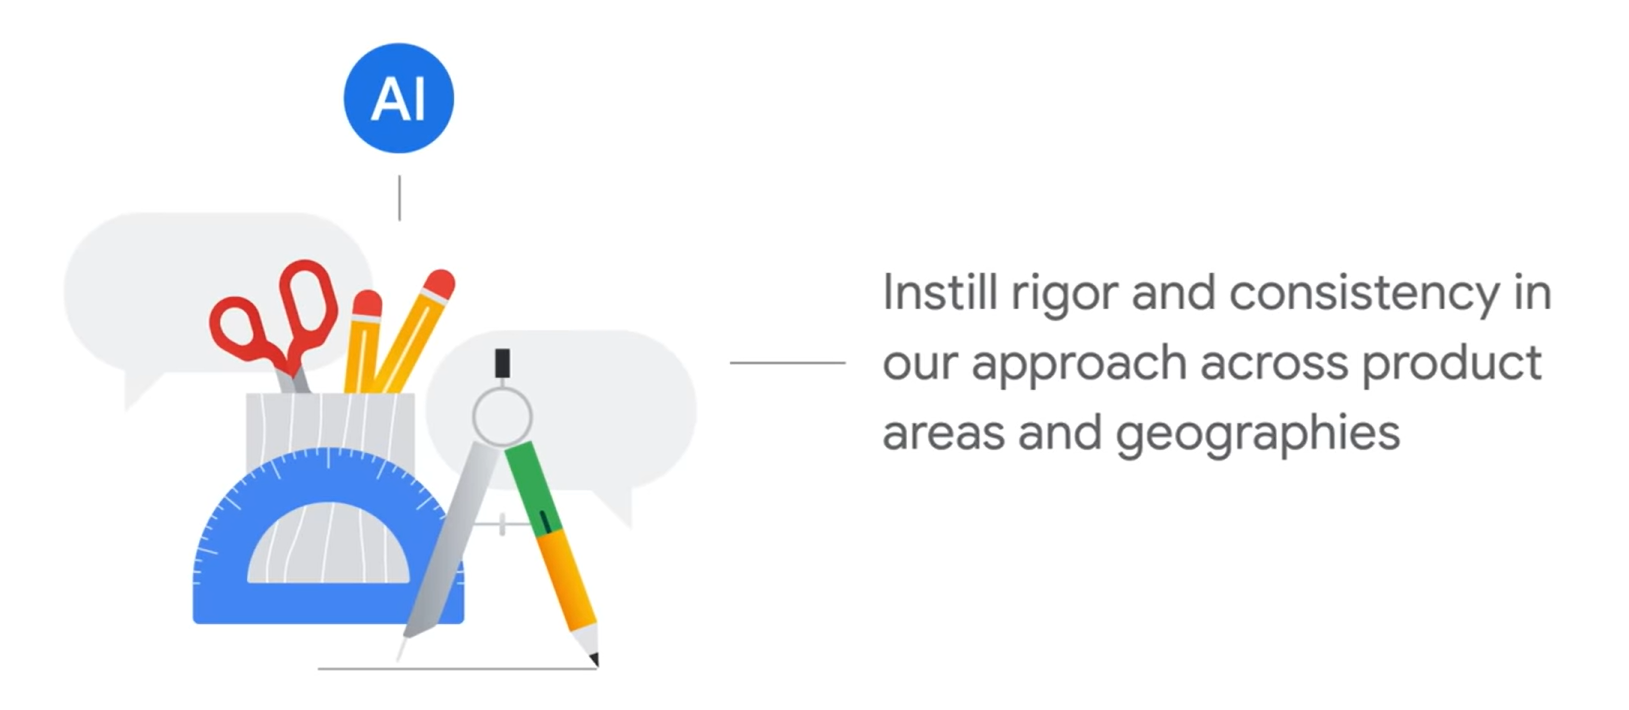 AI
Instill rigor and consistency in
our approach across product
areas and geographies